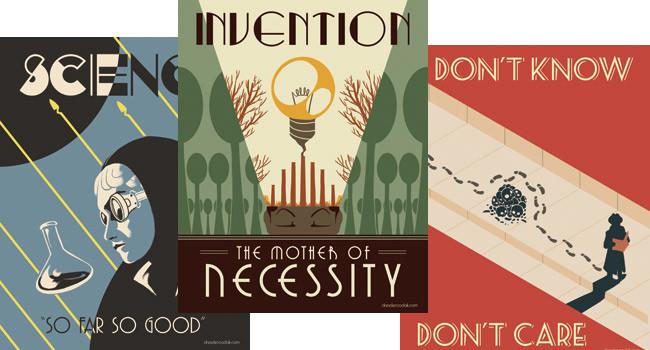 SCIENC
"SO FAR SO GOOD"
INVENTION
THE MOTHER OF
NECESSITY
DON'T KNOW
DON'T CARE